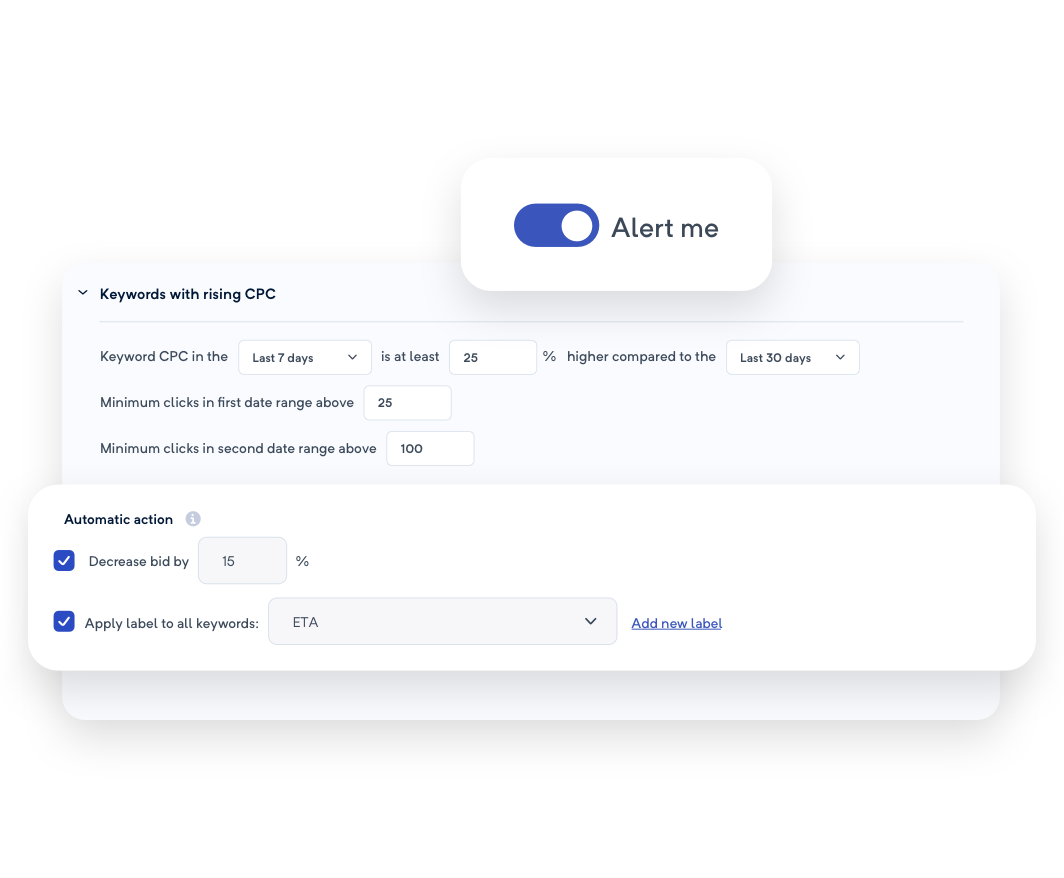 Alert me
Keywords with rising CPC
Keyword CPC in the Last 7 days is at least 25 % higher compared to the Last 30 days
Minimum clicks in first date range above 25
Minimum clicks in second date range above 100
Automatic action
Decrease bid by 15 %
Apply label to all keywords: ETA Add new label